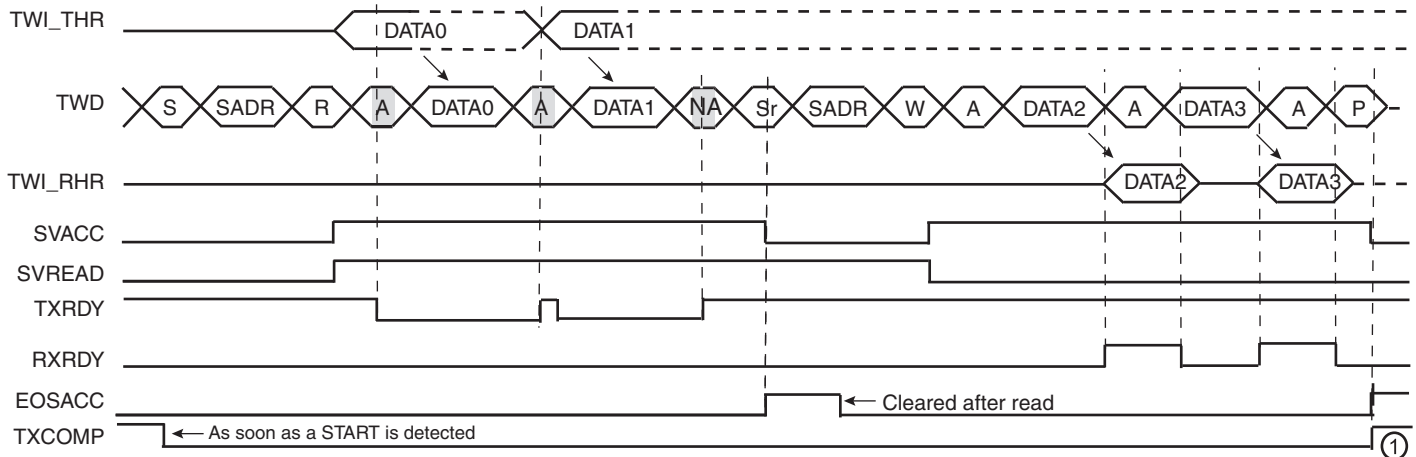 TWI_THR DATA0 DATA1
TWD S SADR R A DATA0 A DATA1 NA Sr SADR W A DATA2 A DATA3 A P
TWI_RHR DATA2 DATA3
SVACC
SVREAD
TXRDY
RXRDY
EOSACC Cleared after read
TXCOMP As soon as a START is detected 1